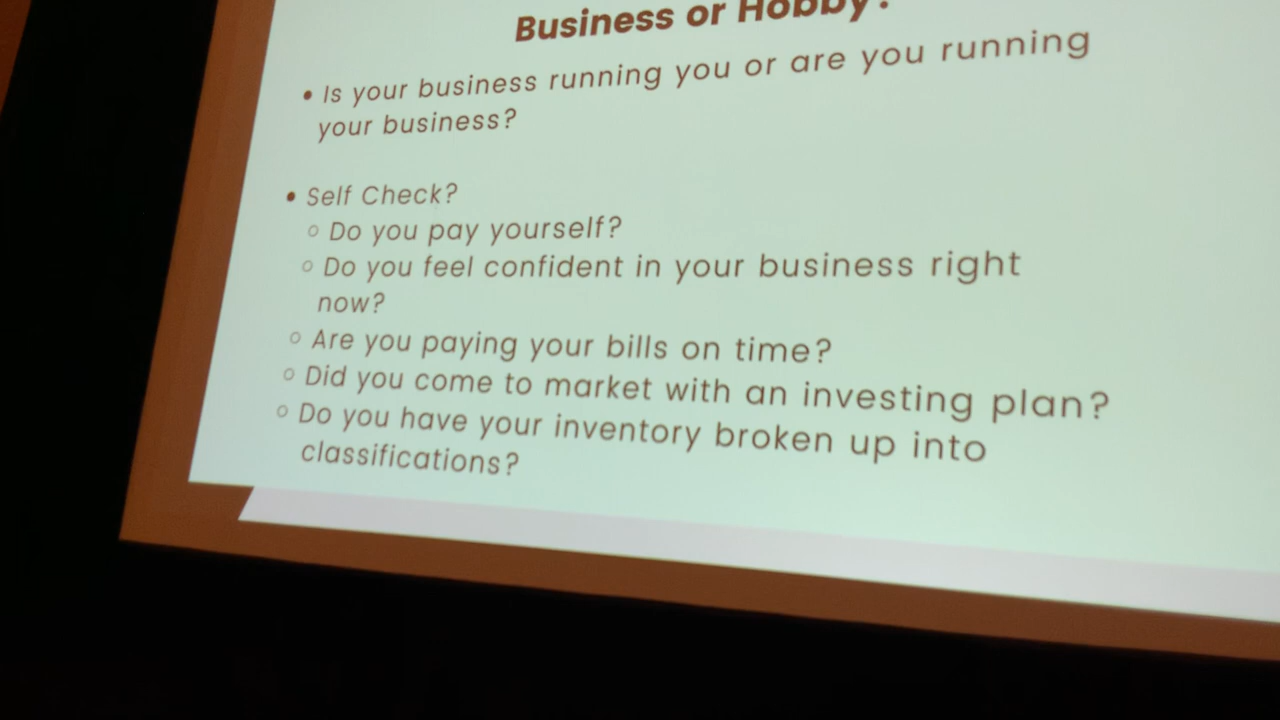 Business or Hobby?
• Is your business running you or are you running
your business?
• Self Check?
○ Do you pay yourself?
○ Do you feel confident in your business right
now?
○ Are you paying your bills on time?
○ Did you come to market with an investing plan?
○ Do you have your inventory broken up into
classifications?